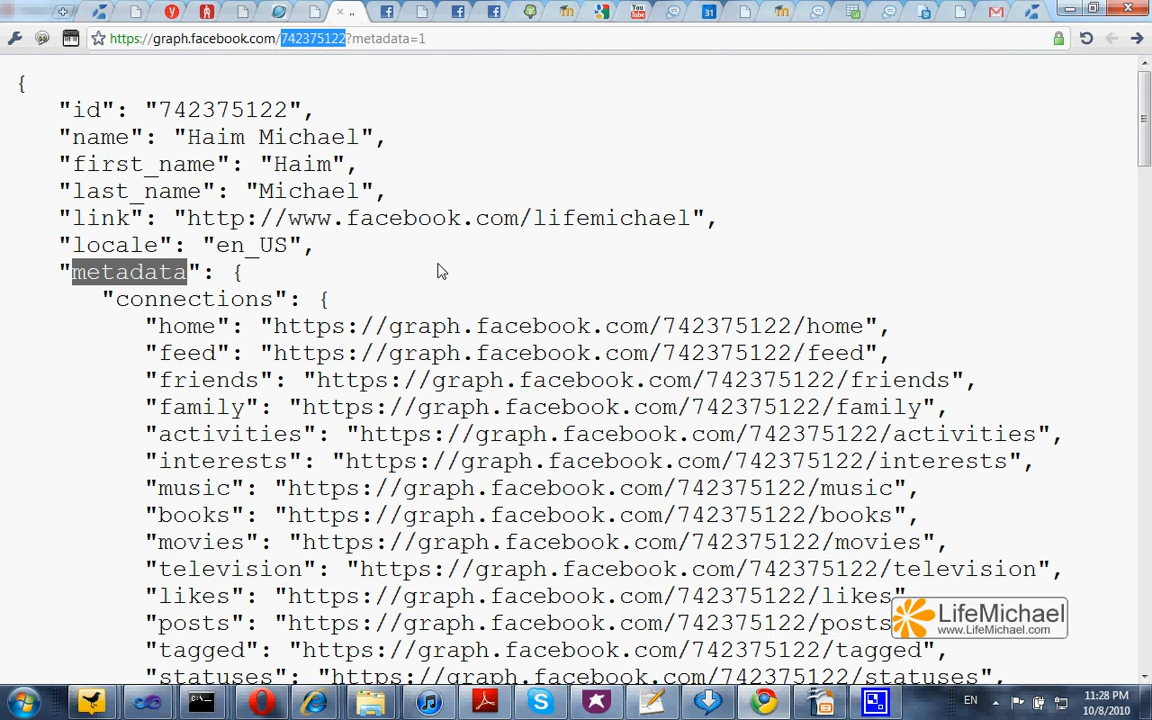 https://graph.facebook.com/742375122?metadata=1
{
"id": "742375122",
"name": "Haim Michael",
"first_name": "Haim",
"last_name": "Michael",
"link": "http://www.facebook.com/lifemichael",
"locale": "en_US",
"metadata": {
"connections": {
"home": "https://graph.facebook.com/742375122/home",
"feed": "https://graph.facebook.com/742375122/feed",
"friends": "https://graph.facebook.com/742375122/friends",
"family": "https://graph.facebook.com/742375122/family",
"activities": "https://graph.facebook.com/742375122/activities",
"interests": "https://graph.facebook.com/742375122/interests",
"music": "https://graph.facebook.com/742375122/music",
"books": "https://graph.facebook.com/742375122/books",
"movies": "https://graph.facebook.com/742375122/movies",
"television": "https://graph.facebook.com/742375122/television",
"likes": "https://graph.facebook.com/742375122/likes"
"posts": "https://graph.facebook.com/742375122/posts
"tagged": "https://graph.facebook.com/742375122/tagged",
"statuses": "https://graph.facebook.com/742375122/statuses",
LifeMichael
www.LifeMichael.com
EN
11:28 PM
10/8/2010